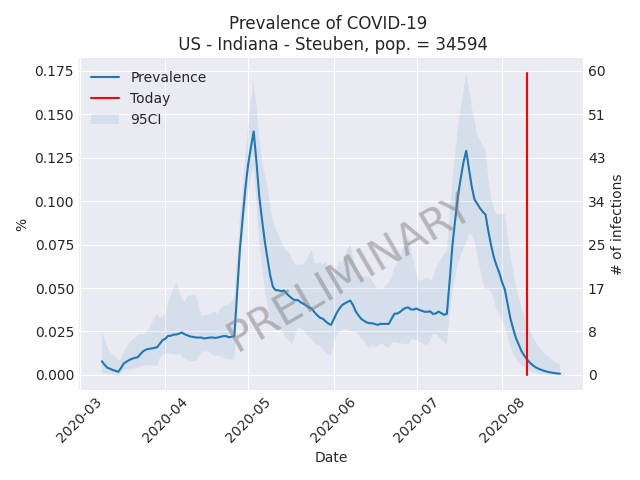 Prevalence of COVID-19
US - Indiana - Steuben, pop. = 34594
Prevalence
Today
95CI
0.175
0.150
0.125
0.100
0.075
0.050
0.025
0.000
%
60
51
43
34
25
17
8
0
# of infections
PRELIMINARY
2020-03
2020-04
2020-05
2020-06
2020-07
2020-08
Date